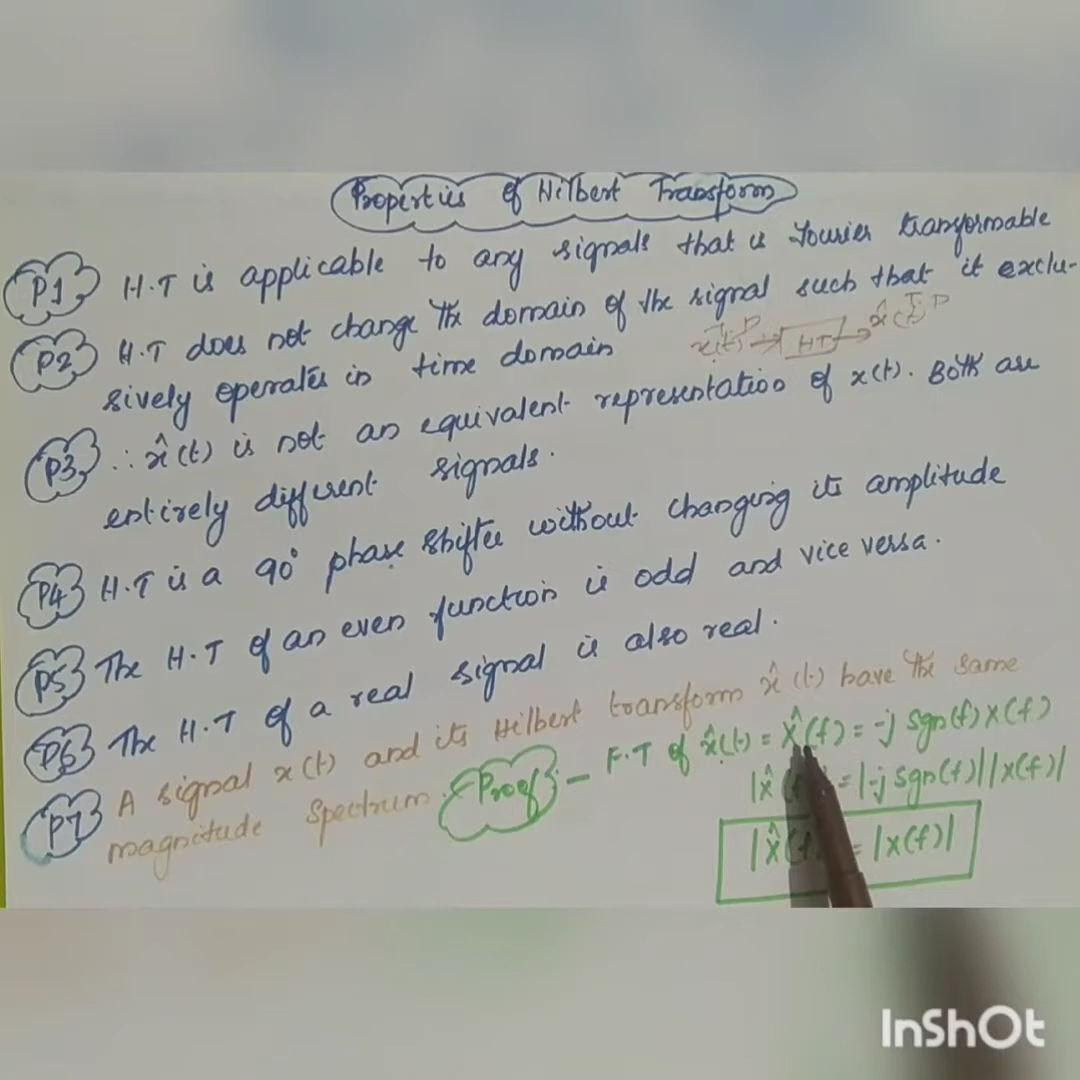 Properties of Hilbert Transform
P1 H.T is applicable to any signals that is fourier transformable
P2 H.T does not change the domain of the signal such that it exclu-
sively operates in time domain
x(t) → HT → x̂(t)
T D
T D
P3 ∴ x̂(t) is not an equivalent representation of x(t). Both are
entirely different signals.
P4 H.T is a 90° phase shifter without changing its amplitude
P5 The H.T of an even function is odd and vice versa.
P6 The H.T of a real signal is also real.
P7 A signal x(t) and its Hilbert transform x̂(t) have the same
magnitude spectrum.
Proof:- F.T of x̂(t) = X̂(f) = -j sgn(f) X(f)
|X̂(f)| = |-j sgn(f)| |X(f)|
|X̂(f)| = |X(f)|
InShOt